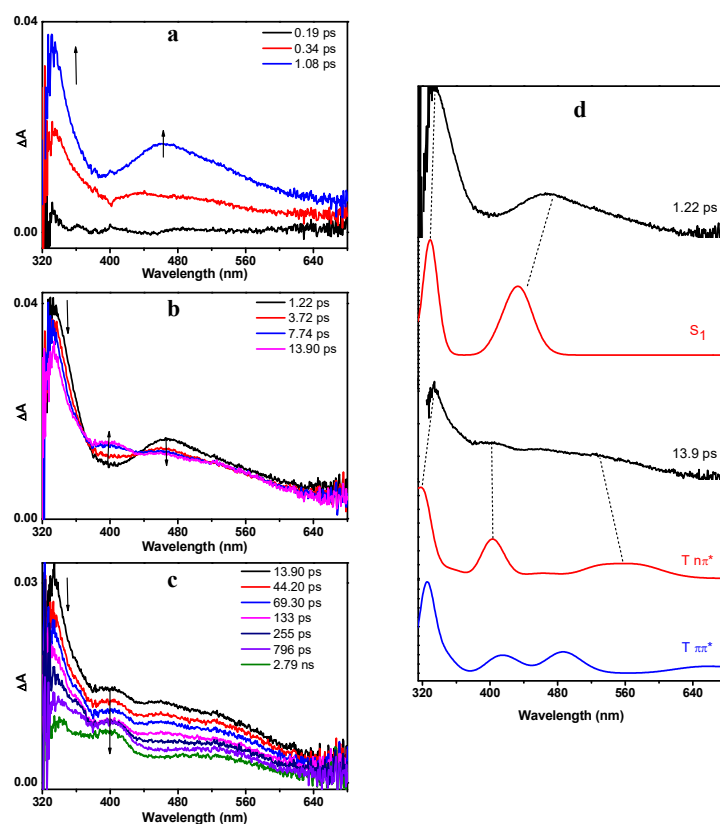 a
0.19 ps
0.34 ps
1.08 ps
0.04
0.00
ΔA
320 400 480 560 640
Wavelength (nm)
b
1.22 ps
3.72 ps
7.74 ps
13.90 ps
0.04
0.00
ΔA
320 400 480 560 640
Wavelength (nm)
c
13.90 ps
44.20 ps
69.30 ps
133 ps
255 ps
796 ps
2.79 ns
0.03
0.00
ΔA
320 400 480 560 640
Wavelength (nm)
d
1.22 ps
S1
13.9 ps
T nπ*
T ππ*
320 400 480 560 640
Wavelength (nm)